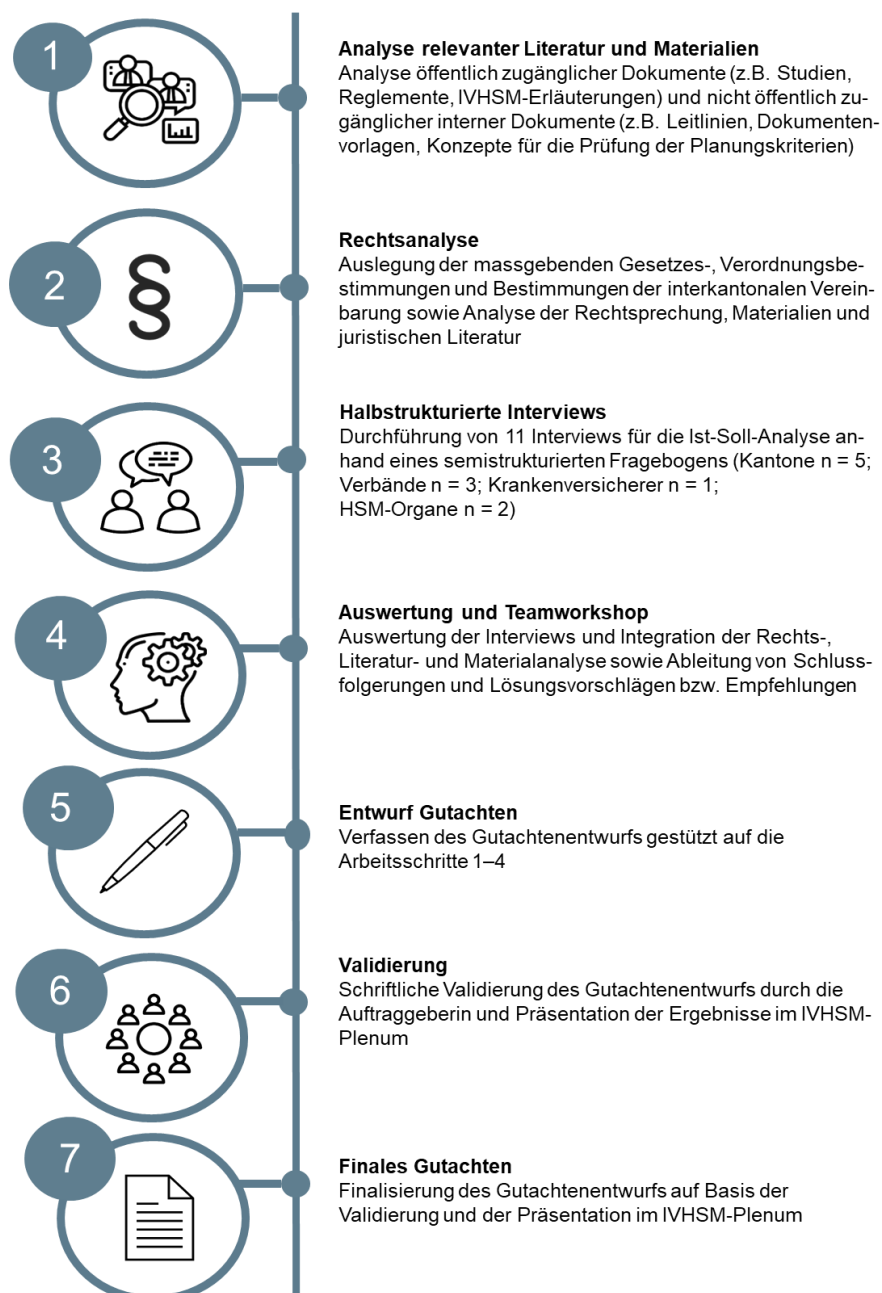 1
Analyse relevanter Literatur und Materialien
Analyse öffentlich zugänglicher Dokumente (z.B. Studien,
Reglemente, IVHSM-Erläuterungen) und nicht öffentlich zu-
gänglicher interner Dokumente (z.B. Leitlinien, Dokumenten-
vorlagen, Konzepte für die Prüfung der Planungskriterien)
2
§
Rechtsanalyse
Auslegung der massgebenden Gesetzes-, Verordnungsbe-
stimmungen und Bestimmungen der interkantonalen Verein-
barung sowie Analyse der Rechtsprechung, Materialien und
juristischen Literatur
3
Halbstrukturierte Interviews
Durchführung von 11 Interviews für die Ist-Soll-Analyse an-
hand eines semistrukturierten Fragebogens (Kantone n = 5;
Verbände n = 3; Krankenversicherer n = 1;
HSM-Organe n = 2)
4
Auswertung und Teamworkshop
Auswertung der Interviews und Integration der Rechts-,
Literatur- und Materialanalyse sowie Ableitung von Schluss-
folgerungen und Lösungsvorschlägen bzw. Empfehlungen
5
Entwurf Gutachten
Verfassen des Gutachtenentwurfs gestützt auf die
Arbeitsschritte 1–4
6
Validierung
Schriftliche Validierung des Gutachtenentwurfs durch die
Auftraggeberin und Präsentation der Ergebnisse im IVHSM-
Plenum
7
Finales Gutachten
Finalisierung des Gutachtenentwurfs auf Basis der
Validierung und der Präsentation im IVHSM-Plenum